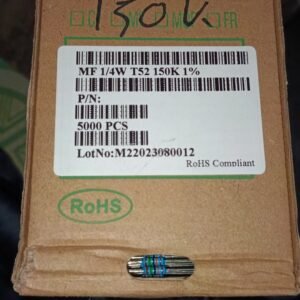 150K
MF 1/4W T52 150K 1%
P/N:
5000 PCS
LotNo:M22023080012
RoHS Compliant
RoHS